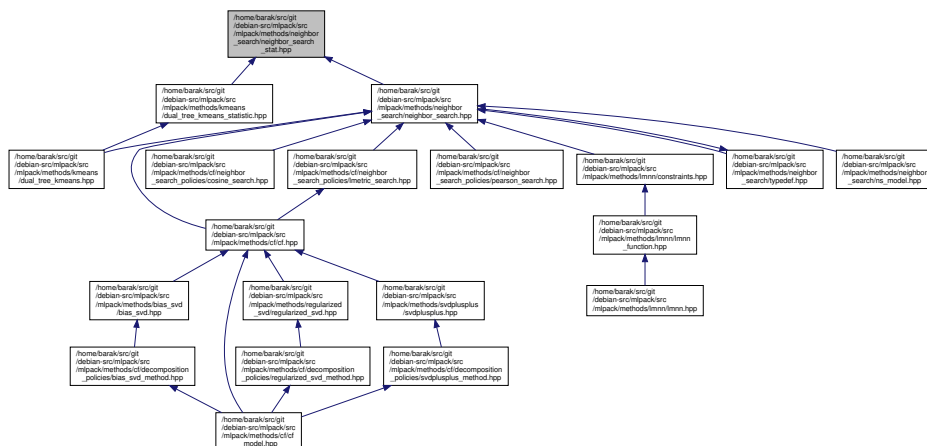 /home/barak/src/git
/debian-src/mlpack/src
/mlpack/methods/neighbor
_search/neighbor_search
_stat.hpp
/home/barak/src/git
/debian-src/mlpack/src
/mlpack/methods/kmeans
/dual_tree_kmeans_statistic.hpp
/home/barak/src/git
/debian-src/mlpack/src
/mlpack/methods/neighbor
_search/neighbor_search.hpp
/home/barak/src/git
/debian-src/mlpack/src
/mlpack/methods/kmeans
/dual_tree_kmeans.hpp
/home/barak/src/git
/debian-src/mlpack/src
/mlpack/methods/cf/neighbor
_search_policies/cosine_search.hpp
/home/barak/src/git
/debian-src/mlpack/src
/mlpack/methods/cf/neighbor
_search_policies/lmetric_search.hpp
/home/barak/src/git
/debian-src/mlpack/src
/mlpack/methods/cf/neighbor
_search_policies/pearson_search.hpp
/home/barak/src/git
/debian-src/mlpack/src
/mlpack/methods/lmnn/constraints.hpp
/home/barak/src/git
/debian-src/mlpack/src
/mlpack/methods/neighbor
_search/typedef.hpp
/home/barak/src/git
/debian-src/mlpack/src
/mlpack/methods/neighbor
_search/ns_model.hpp
/home/barak/src/git
/debian-src/mlpack/src
/mlpack/methods/cf/cf.hpp
/home/barak/src/git
/debian-src/mlpack/src
/mlpack/methods/lmnn/lmnn
_function.hpp
/home/barak/src/git
/debian-src/mlpack/src
/mlpack/methods/bias_svd
/bias_svd.hpp
/home/barak/src/git
/debian-src/mlpack/src
/mlpack/methods/regularized
_svd/regularized_svd.hpp
/home/barak/src/git
/debian-src/mlpack/src
/mlpack/methods/svdplusplus
/svdplusplus.hpp
/home/barak/src/git
/debian-src/mlpack/src
/mlpack/methods/lmnn/lmnn.hpp
/home/barak/src/git
/debian-src/mlpack/src
/mlpack/methods/cf/decomposition
_policies/bias_svd_method.hpp
/home/barak/src/git
/debian-src/mlpack/src
/mlpack/methods/cf/decomposition
_policies/regularized_svd_method.hpp
/home/barak/src/git
/debian-src/mlpack/src
/mlpack/methods/cf/decomposition
_policies/svdplusplus_method.hpp
/home/barak/src/git
/debian-src/mlpack/src
/mlpack/methods/cf/cf
_model.hpp